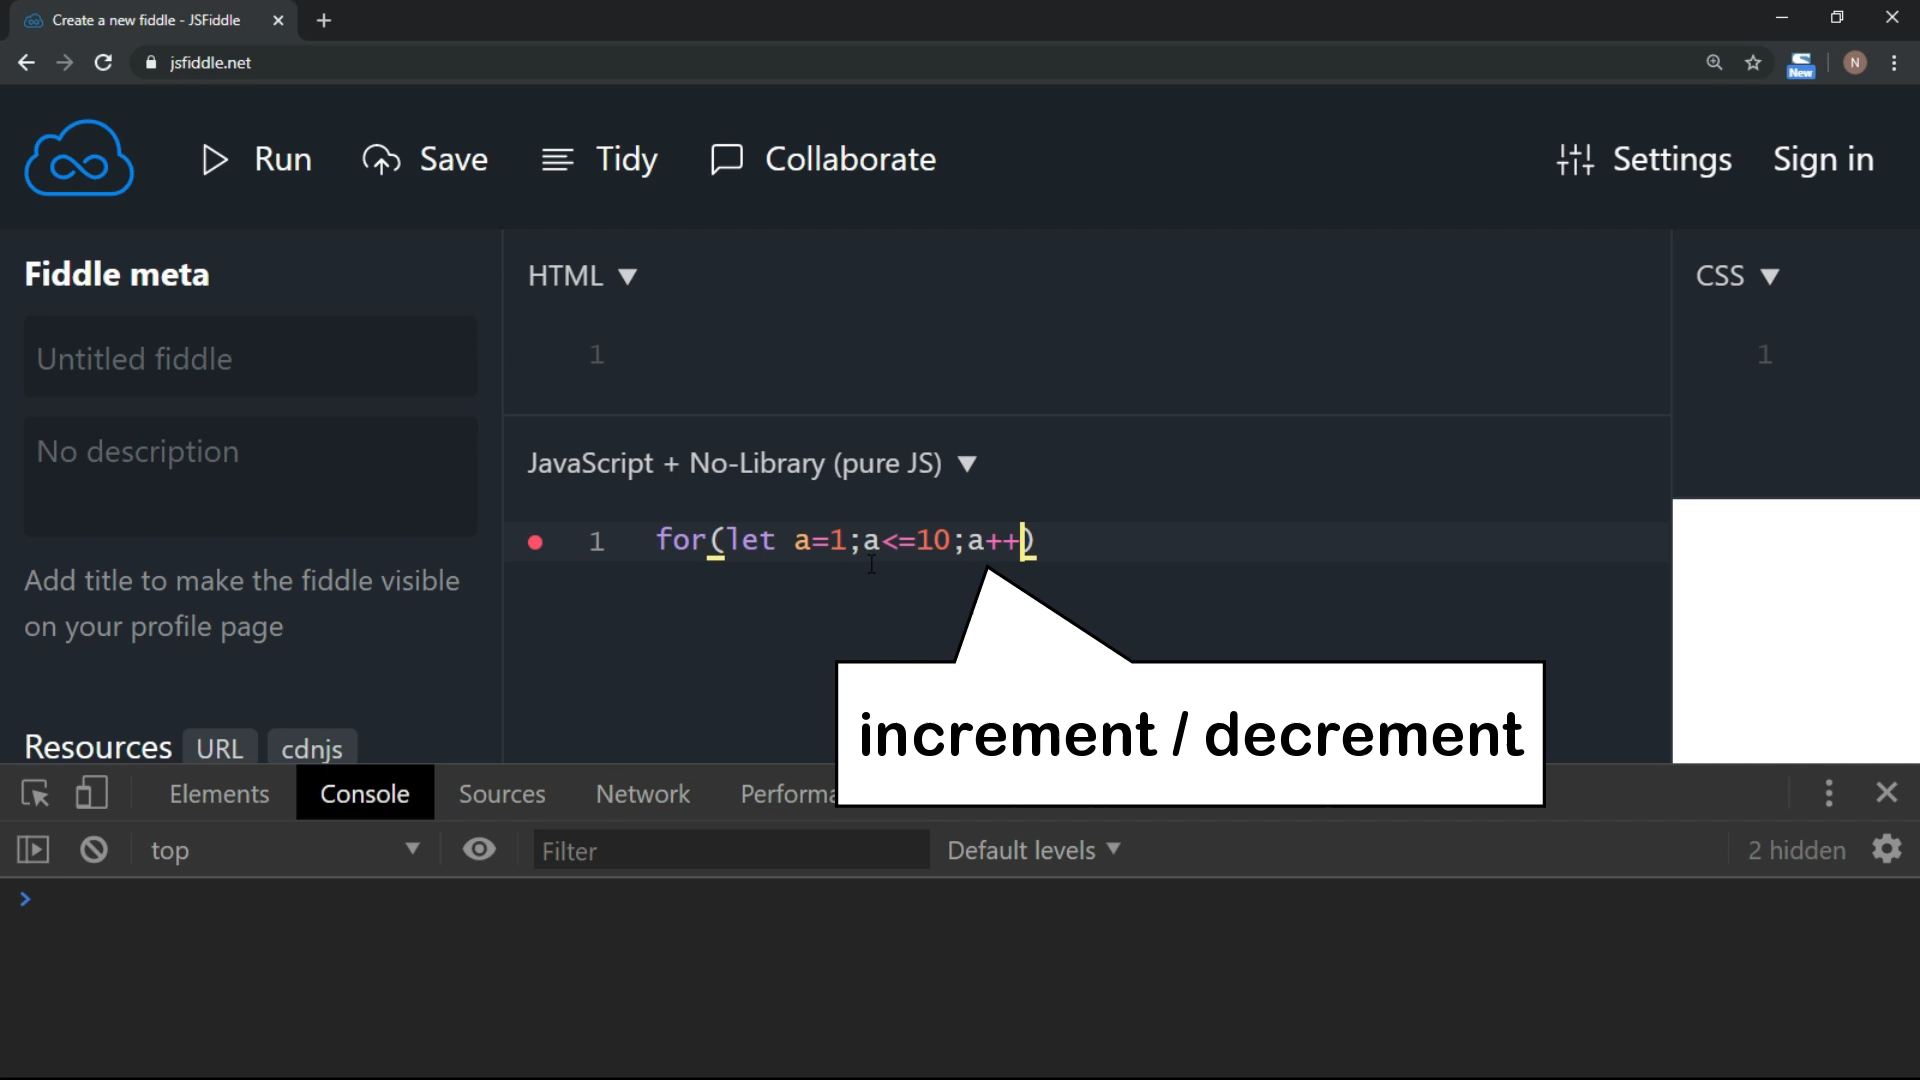 Create a new fiddle - JSFiddle
jsfiddle.net
New
N
Run Save Tidy Collaborate Settings Sign in
Fiddle meta
Untitled fiddle
No description
Add title to make the fiddle visible
on your profile page
Resources URL cdnjs
HTML
1
CSS
1
JavaScript + No-Library (pure JS)
1 for(let a=1;a<=10;a++)
increment / decrement
Elements Console Sources Network Performa
top Filter Default levels 2 hidden